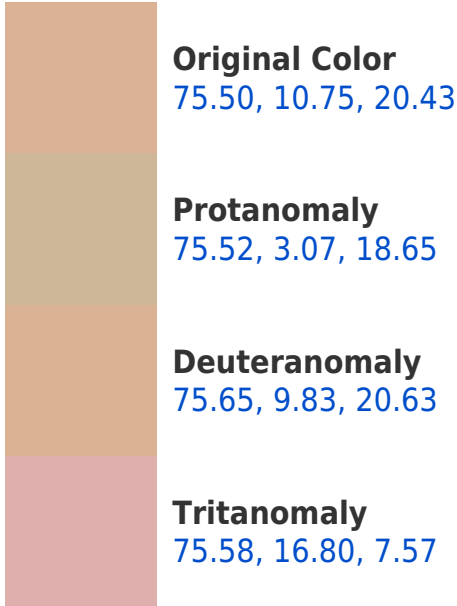 Original Color
75.50, 10.75, 20.43
Protanomaly
75.52, 3.07, 18.65
Deuteranomaly
75.65, 9.83, 20.63
Tritanomaly
75.58, 16.80, 7.57